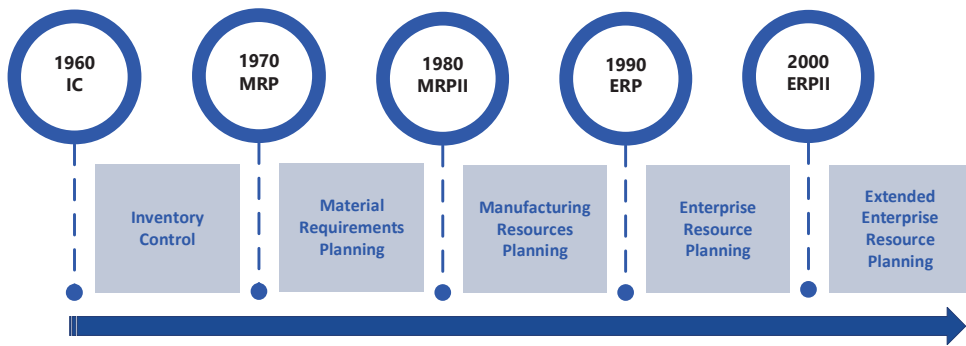 1960
IC
1970
MRP
1980
MRPII
1990
ERP
2000
ERPII
Inventory
Control
Material
Requirements
Planning
Manufacturing
Resources
Planning
Enterprise
Resource
Planning
Extended
Enterprise
Resource
Planning